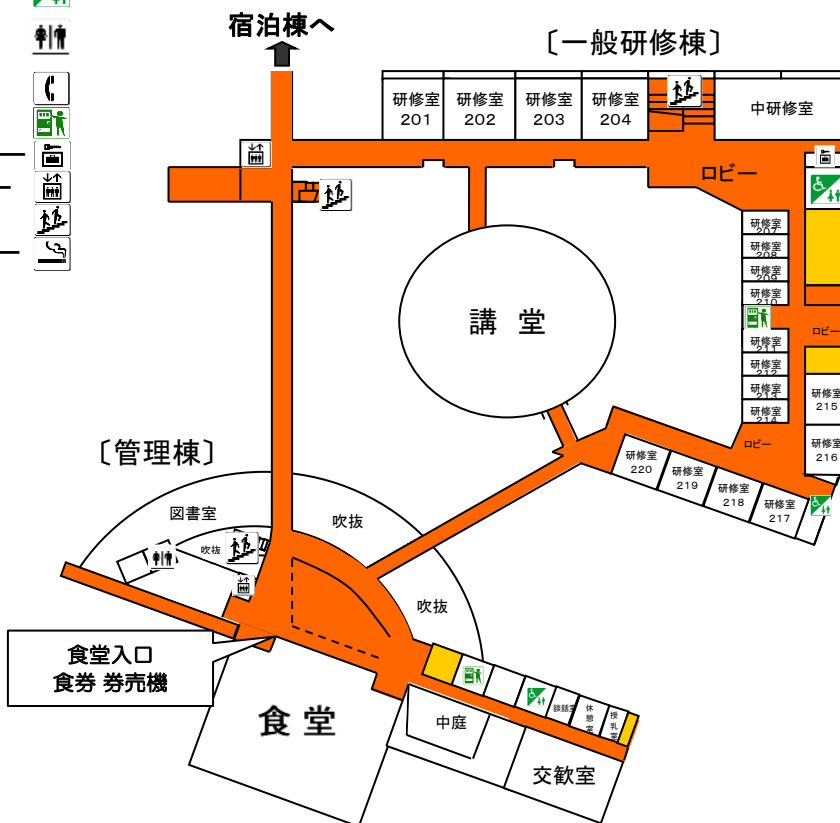 宿泊棟へ
〔一般研修棟〕
研修室
201
研修室
202
研修室
203
研修室
204
中研修室
ロビー
研修室
207
研修室
208
研修室
209
研修室
210
ロビー
講 堂
研修室
211
研修室
212
研修室
213
研修室
214
研修室
215
ロビー
研修室
216
研修室
220
研修室
219
研修室
218
研修室
217
〔管理棟〕
図書室
吹抜
吹抜
吹抜
食堂入口
食券 券売機
食 堂
中庭
談話室
休憩室
授乳室
交歓室